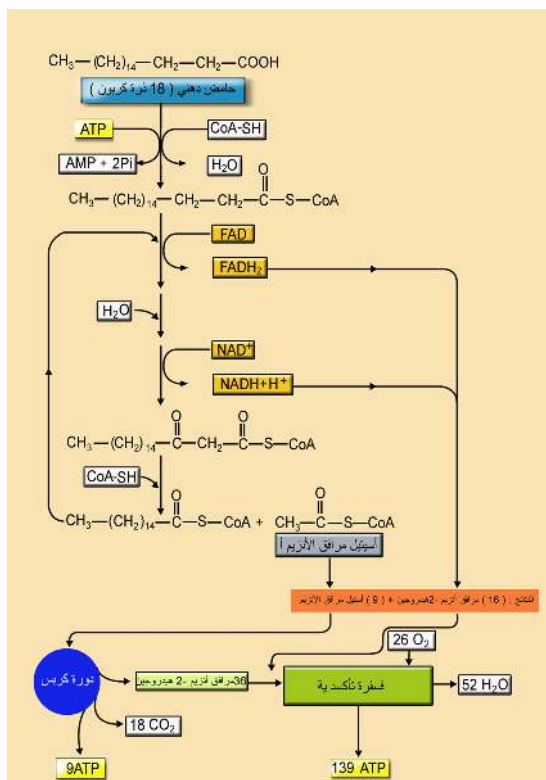 CH₃—(CH₂)₁₄—CH₂—CH₂—COOH
حامض دهني ( 18 ذرة كربون )
ATP
CoA-SH
AMP + 2Pi
H₂O
O
CH₃—(CH₂)₁₄—CH₂—CH₂—C—S—CoA
FAD
FADH₂
H₂O
NAD⁺
NADH+H⁺
O O
CH₃—(CH₂)₁₄—C—CH₂—C—S—CoA
CoA-SH
O O
CH₃—(CH₂)₁₄—C—S—CoA + CH₃—C—S—CoA
أسيتيل مرافق الأنزيم أ
الناتج : ( 16 ) مرافق أنزيم -2هيدروجين + ( 9 ) أستيل مرافق الأنزيم
26 O₂
دورة كربس
36مرافق أنزيم -2 هيدروجين
فسفرة تأكسدية
52 H₂O
18 CO₂
9ATP
139 ATP